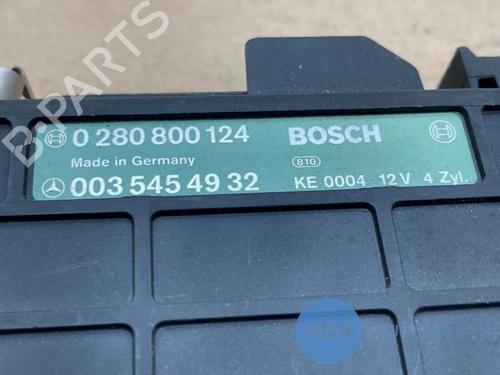 B-PARTS
0 280 800 124 BOSCH
Made in Germany 810
003 545 49 32 KE 0004 12 V 4 Zyl.